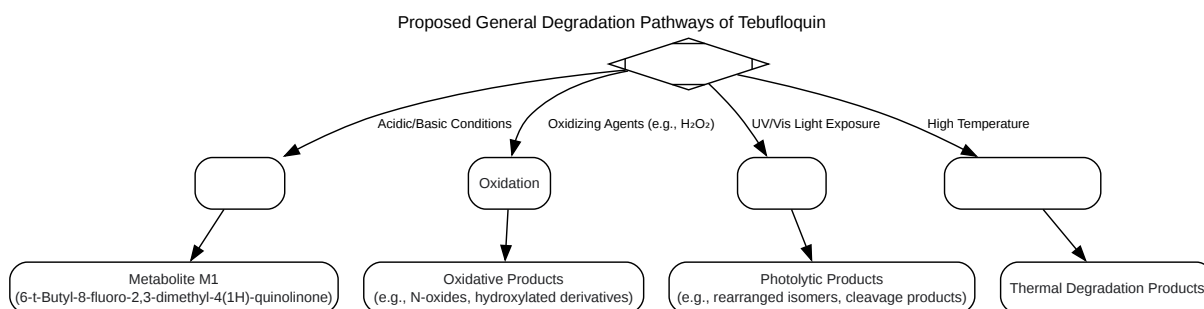 Proposed General Degradation Pathways of Tebufloquin
Acidic/Basic Conditions
Oxidizing Agents (e.g., H₂O₂)
UV/Vis Light Exposure
High Temperature
Oxidation
Metabolite M1
(6-t-Butyl-8-fluoro-2,3-dimethyl-4(1H)-quinolinone)
Oxidative Products
(e.g., N-oxides, hydroxylated derivatives)
Photolytic Products
(e.g., rearranged isomers, cleavage products)
Thermal Degradation Products